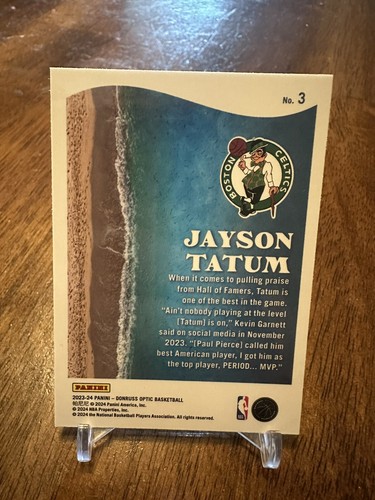 No. 3
BOSTON CELTICS
JAYSON
TATUM
When it comes to pulling praise
from Hall of Famers, Tatum is
one of the best in the game.
"Ain't nobody playing at the level
[Tatum] is on," Kevin Garnett
said on social media in November
2023. "[Paul Pierce] called him
best American player, I got him as
the top player, PERIOD... MVP."
PANINI
2023-24 PANINI – DONRUSS OPTIC BASKETBALL
帕尼尼 © 2024 Panini America, Inc.
© 2024 NBA Properties, Inc.
© 2024 the National Basketball Players Association. All rights reserved.